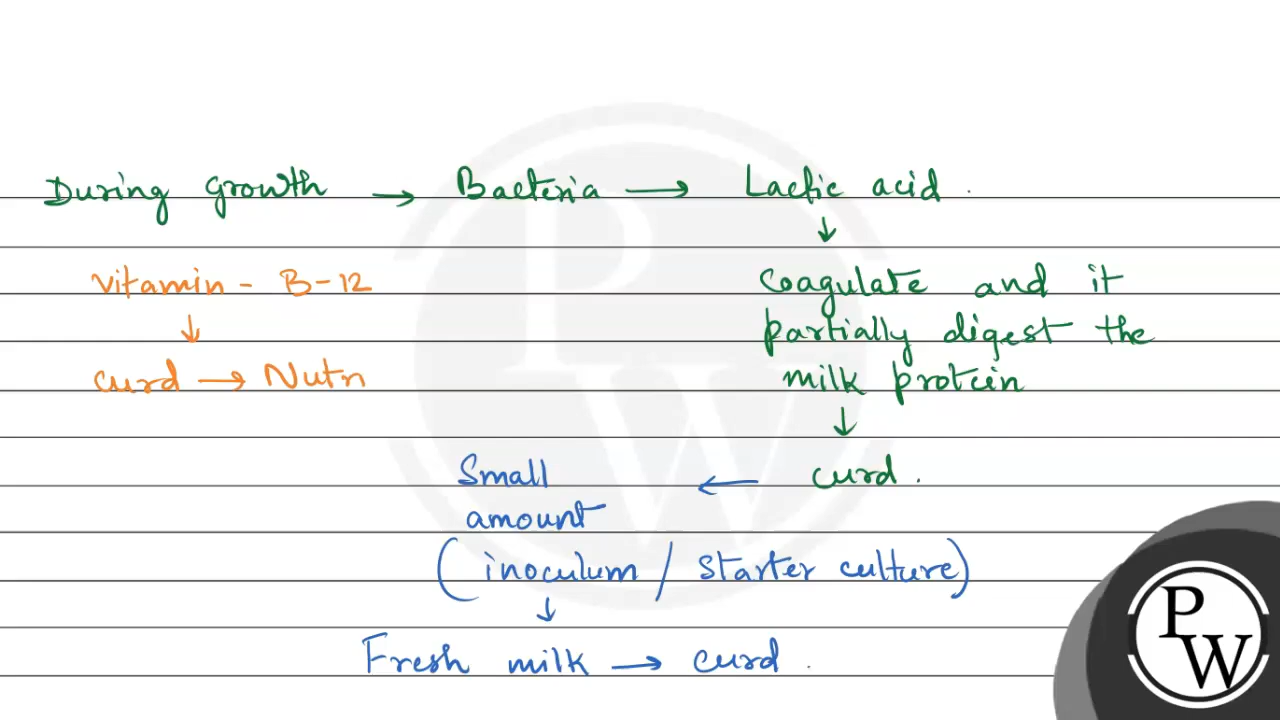 During growth → Bacteria → Lactic acid .
↓
Vitamin - B-12
coagulate and it
↓
partially digest the
curd → Nutn
milk protein
↓
Small ← curd .
amount
(inoculum / starter culture)
↓
Fresh milk → curd .
PW